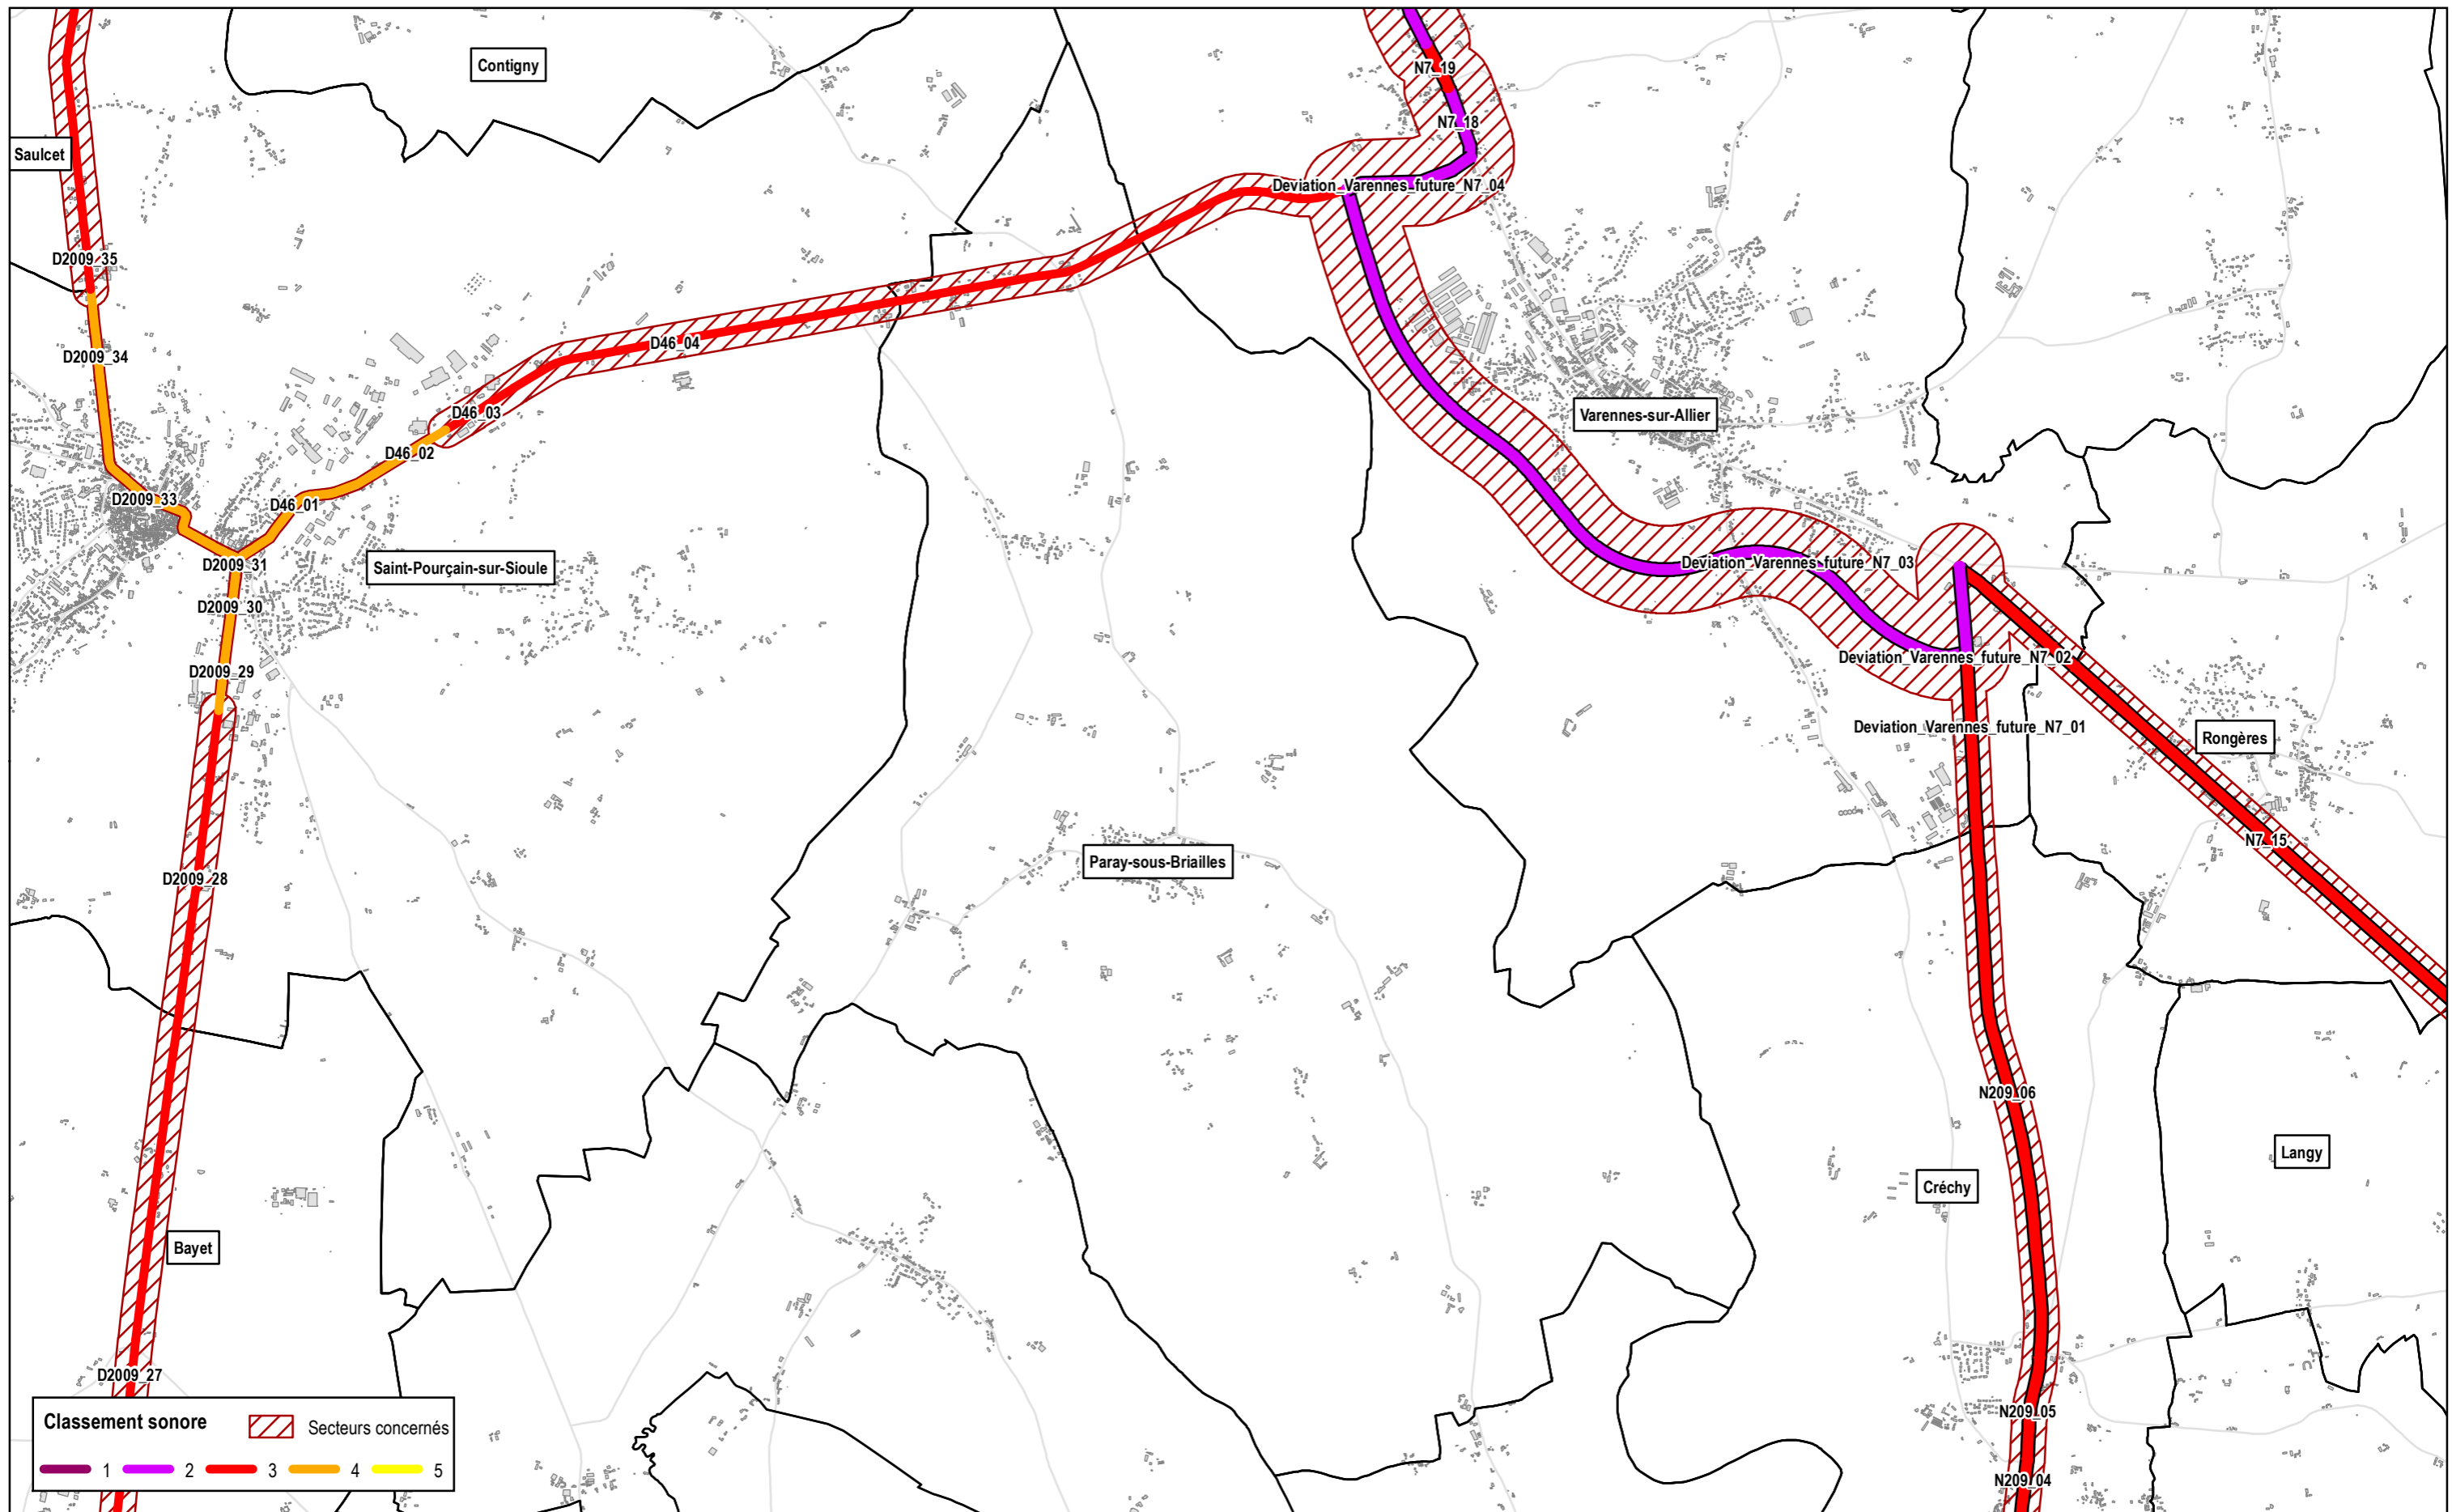 Contigny
N7_19
N7_18
Saulcet
Deviation_Varennes_future_N7_04
D2009_35
D46_04
D2009_34
D46_03
Varennes-sur-Allier
D46_02
D2009_33
D46_01
D2009_31
Saint-Pourçain-sur-Sioule
Deviation_Varennes_future_N7_03
D2009_30
Deviation_Varennes_future_N7_02
D2009_29
Deviation_Varennes_future_N7_01
Rongères
N7_15
Paray-sous-Briailles
D2009_28
N209_06
Langy
Créchy
Bayet
D2009_27
N209_05
N209_04
Classement sonore
Secteurs concernés
1 2 3 4 5